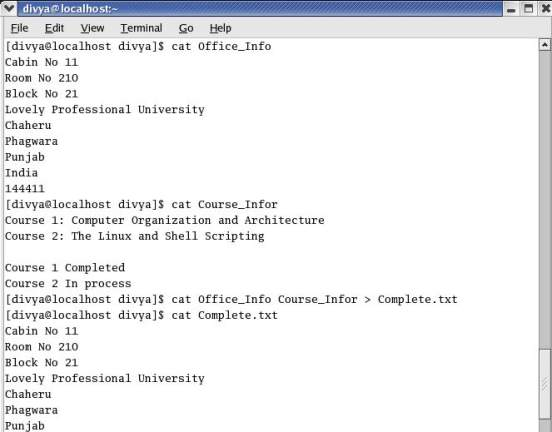 divya@localhost:~
File Edit View Terminal Go Help
[divya@localhost divya]$ cat Office_Info
Cabin No 11
Room No 210
Block No 21
Lovely Professional University
Chaheru
Phagwara
Punjab
India
144411
[divya@localhost divya]$ cat Course_Infor
Course 1: Computer Organization and Architecture
Course 2: The Linux and Shell Scripting
Course 1 Completed
Course 2 In process
[divya@localhost divya]$ cat Office_Info Course_Infor > Complete.txt
[divya@localhost divya]$ cat Complete.txt
Cabin No 11
Room No 210
Block No 21
Lovely Professional University
Chaheru
Phagwara
Punjab